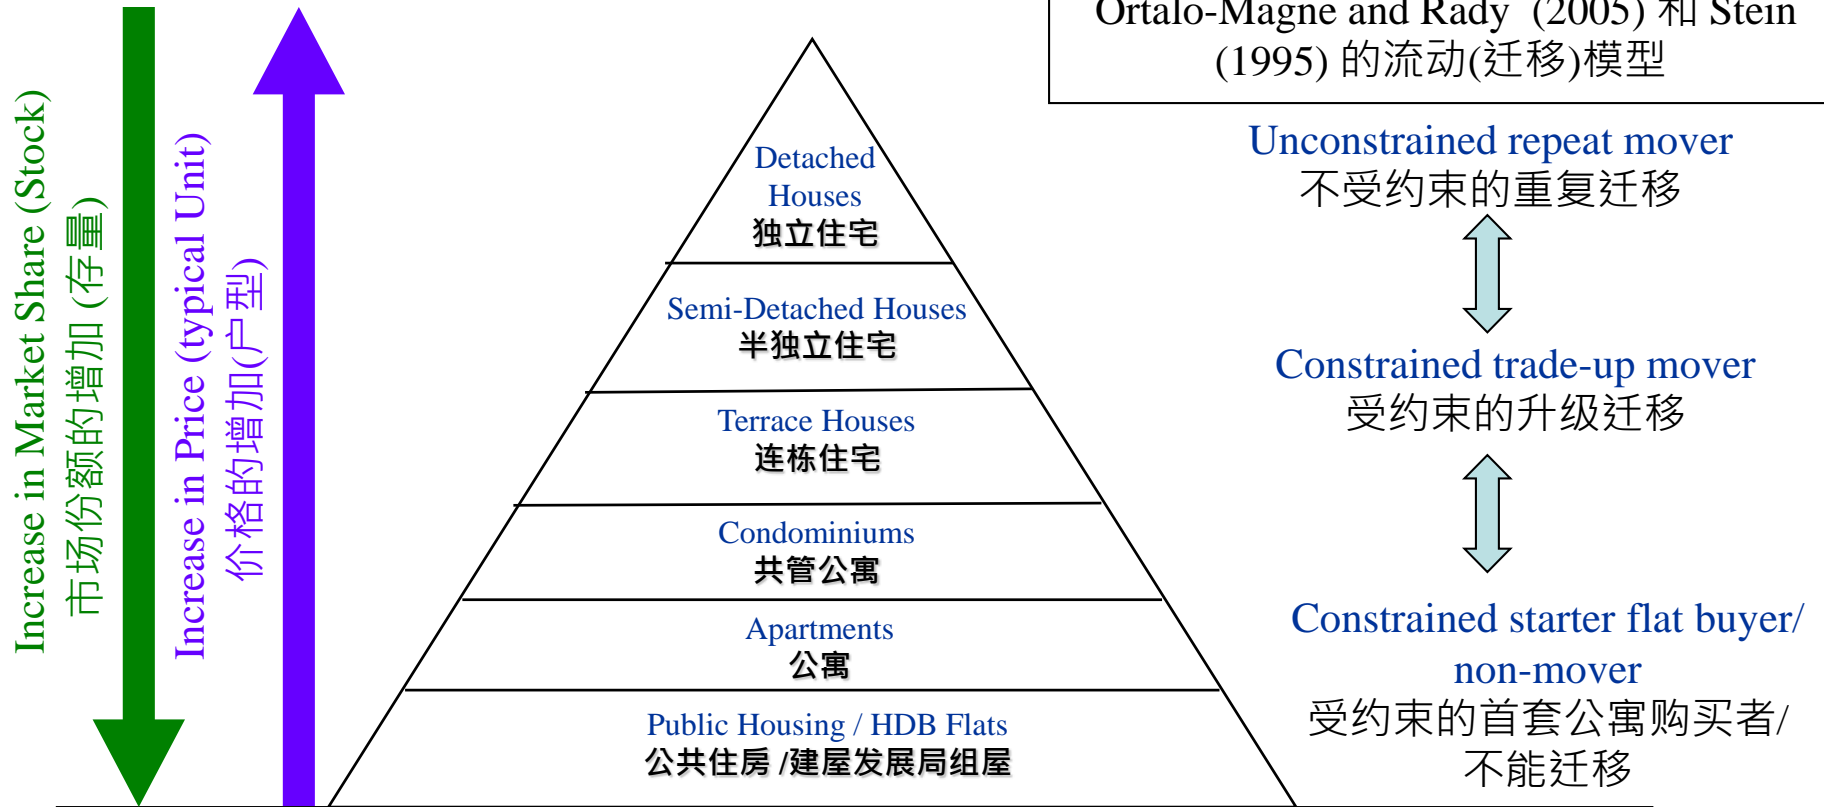 Ortalo-Magne and Rady (2005) 和 Stein
(1995) 的流动(迁移)模型
Increase in Market Share (Stock)
市场份额的增加 (存量)
Increase in Price (typical Unit)
价格的增加(户型)
Detached
Houses
独立住宅
Semi-Detached Houses
半独立住宅
Terrace Houses
连栋住宅
Condominiums
共管公寓
Apartments
公寓
Public Housing / HDB Flats
公共住房 /建屋发展局组屋
Unconstrained repeat mover
不受约束的重复迁移
Constrained trade-up mover
受约束的升级迁移
Constrained starter flat buyer/
non-mover
受约束的首套公寓购买者/
不能迁移